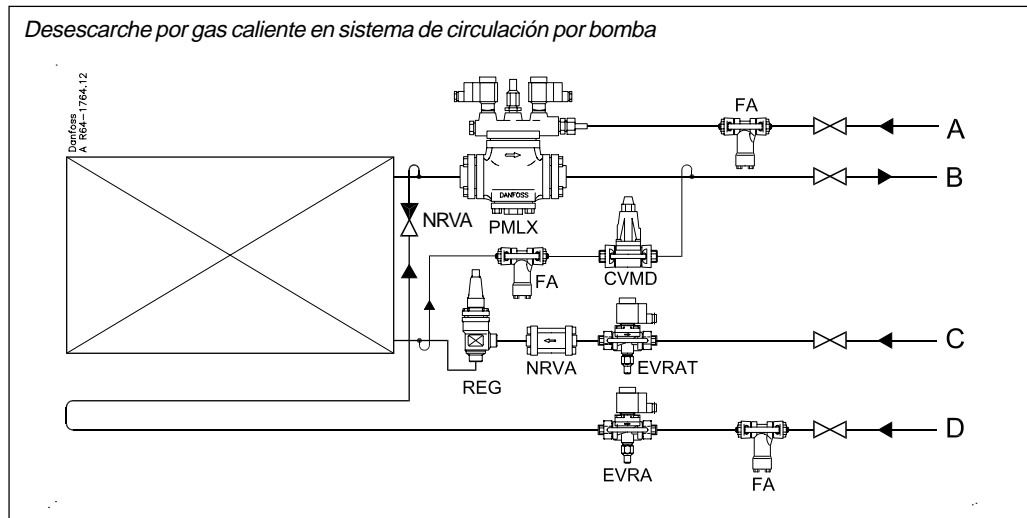 Desescarche por gas caliente en sistema de circulación por bomba
Danfoss
A R64-1764.12
FA
A
B
NRVA
DANFOSS
PMLX
FA
CVMD
C
REG
NRVA
EVRAT
D
EVRA
FA